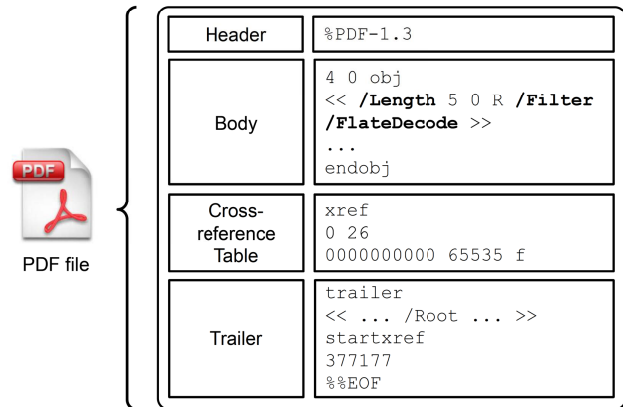 PDF
PDF file
Header
%PDF-1.3
Body
4 0 obj
<< /Length 5 0 R /Filter
/FlateDecode >>
...
endobj
Cross-
reference
Table
xref
0 26
0000000000 65535 f
Trailer
trailer
<< ... /Root ... >>
startxref
377177
%%EOF